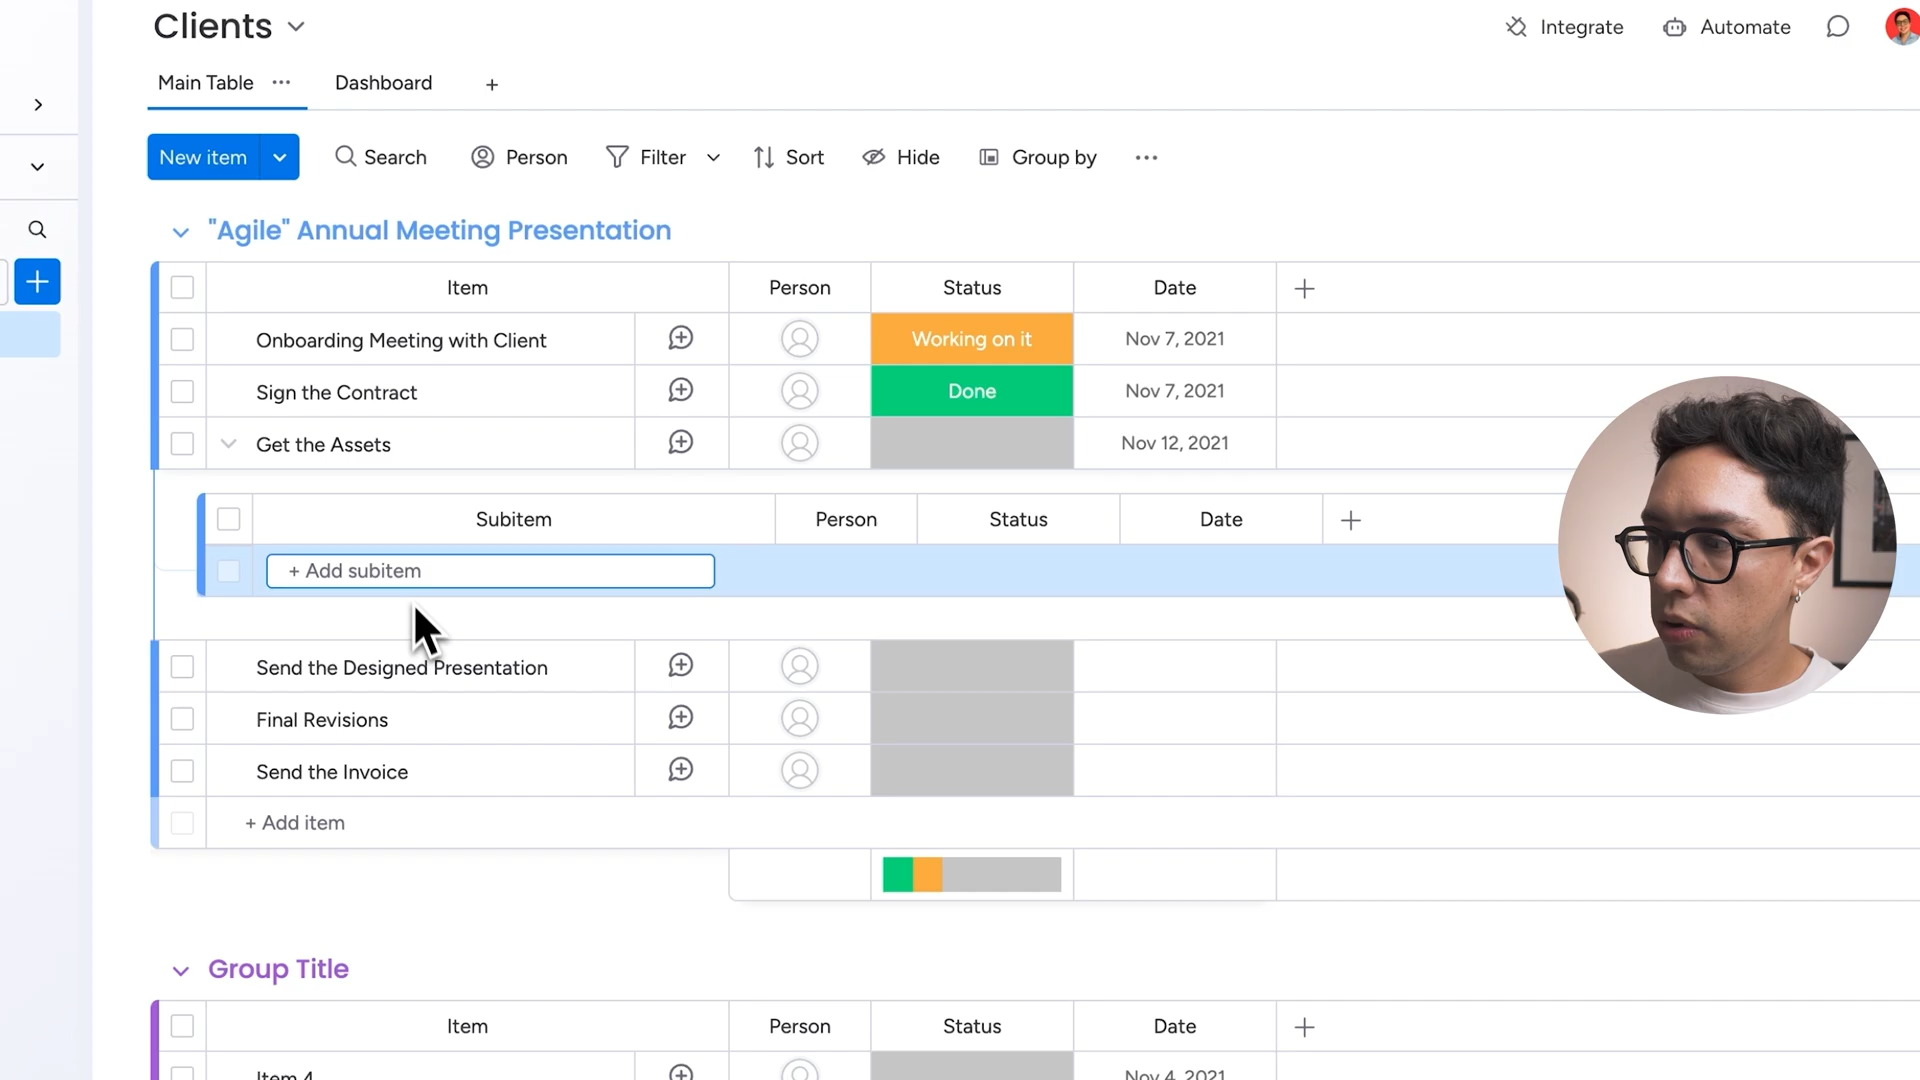 Clients
Integrate
Automate
Main Table
Dashboard
New item
Search
Person
Filter
Sort
Hide
Group by
"Agile" Annual Meeting Presentation
Item Person Status Date
Onboarding Meeting with Client Working on it Nov 7, 2021
Sign the Contract Done Nov 7, 2021
Get the Assets Nov 12, 2021
Subitem Person Status Date
+ Add subitem
Send the Designed Presentation
Final Revisions
Send the Invoice
+ Add item
Group Title
Item Person Status Date
Item 4 Nov 4, 2021